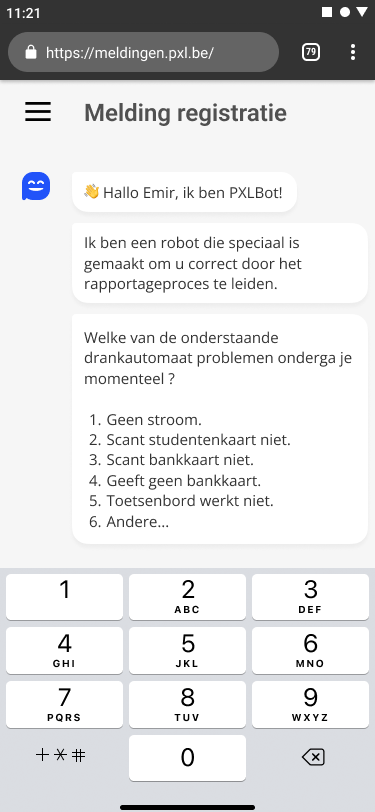 11:21
https://meldingen.pxl.be/
79
Melding registratie
👋 Hallo Emir, ik ben PXLBot!
Ik ben een robot die speciaal is
gemaakt om u correct door het
rapportageproces te leiden.
Welke van de onderstaande
drankautomaat problemen onderga je
momenteel ?
1. Geen stroom.
2. Scant studentenkaart niet.
3. Scant bankkaart niet.
4. Geeft geen bankkaart.
5. Toetsenbord werkt niet.
6. Andere...
1 2 3
ABC DEF
4 5 6
GHI JKL MNO
7 8 9
PQRS TUV WXYZ
+*# 0